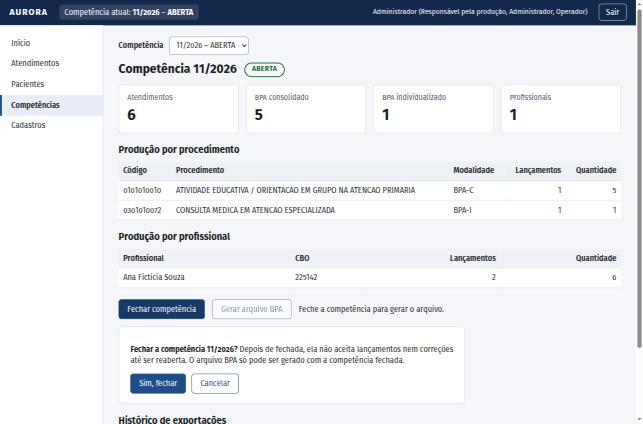 AURORA
Competência atual: 11/2026 – ABERTA
Administrador (Responsável pela produção, Administrador, Operador)
Sair
Início
Atendimentos
Pacientes
Competências
Cadastros
Competência 11/2026 – ABERTA
Competência 11/2026 ABERTA
Atendimentos BPA consolidado BPA individualizado Profissionais
6 5 1 1
Produção por procedimento
Código Procedimento Modalidade Lançamentos Quantidade
0101010010 ATIVIDADE EDUCATIVA / ORIENTACAO EM GRUPO NA ATENCAO PRIMARIA BPA-C 1 5
0301010072 CONSULTA MEDICA EM ATENCAO ESPECIALIZADA BPA-I 1 1
Produção por profissional
Profissional CBO Lançamentos Quantidade
Ana Ficticia Souza 225142 2 6
Fechar competência Gerar arquivo BPA Feche a competência para gerar o arquivo.
Fechar a competência 11/2026? Depois de fechada, ela não aceita lançamentos nem correções
até ser reaberta. O arquivo BPA só pode ser gerado com a competência fechada.
Sim, fechar Cancelar
Histórico de exportações